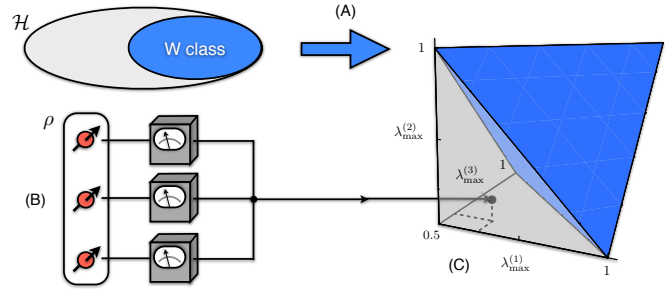 ℋ
W class
(A)
ρ
(B)
1
λ_max^(2)
1
λ_max^(3)
0.5
λ_max^(1)
(C)
1